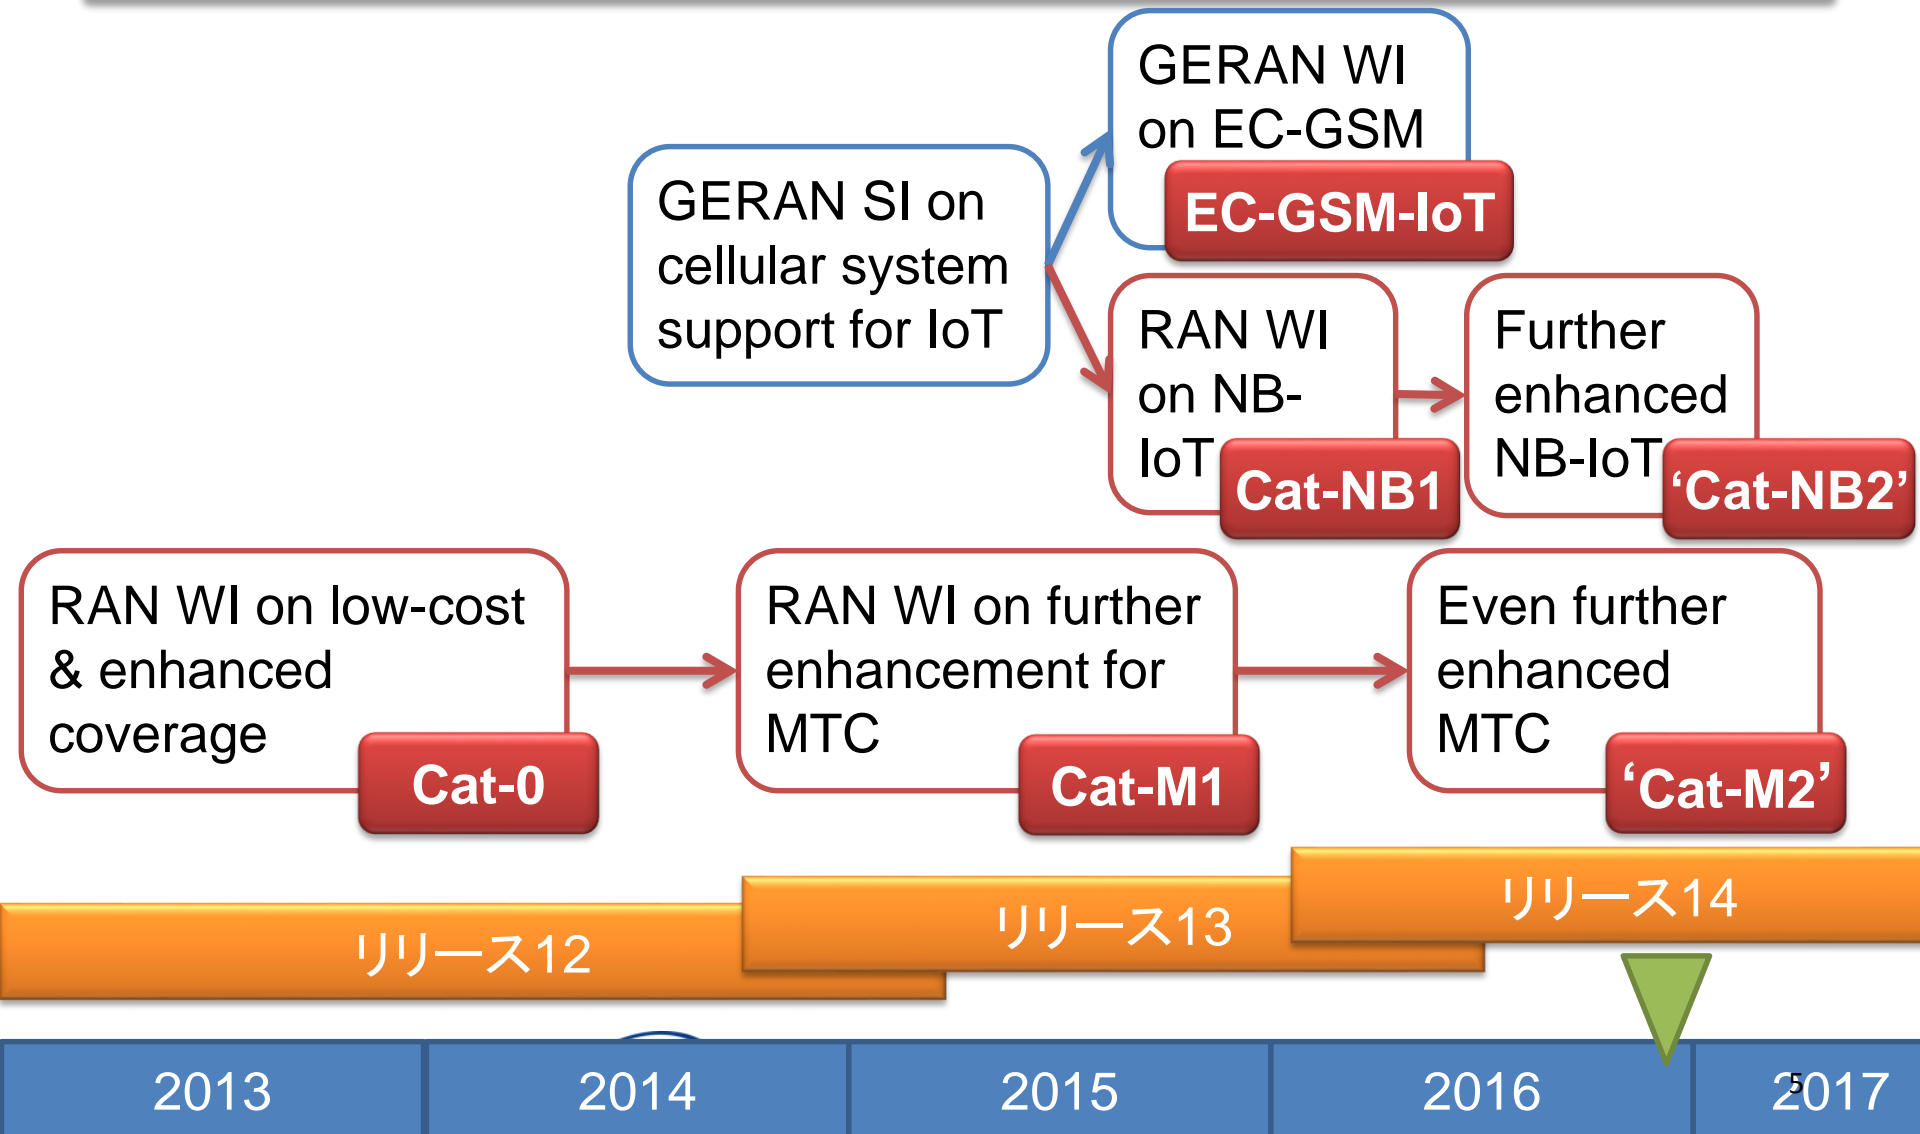 GERAN WI
on EC-GSM
EC-GSM-IoT
GERAN SI on
cellular system
support for IoT
RAN WI
on NB-
IoT
Cat-NB1
Further
enhanced
NB-IoT
‘Cat-NB2’
RAN WI on low-cost
& enhanced
coverage
Cat-0
RAN WI on further
enhancement for
MTC
Cat-M1
Even further
enhanced
MTC
‘Cat-M2’
リリース12
リリース13
リリース14
2013
2014
2015
2016
2017
5